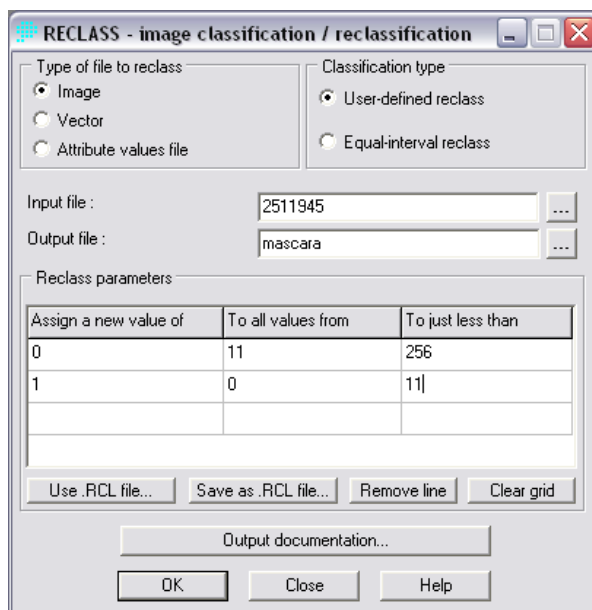 RECLASS - image classification / reclassification
Type of file to reclass
Image
Vector
Attribute values file
Classification type
User-defined reclass
Equal-interval reclass
Input file :
2511945
...
Output file :
mascara
...
Reclass parameters
Assign a new value of To all values from To just less than
0 11 256
1 0 11
Use .RCL file... Save as .RCL file... Remove line Clear grid
Output documentation...
OK Close Help